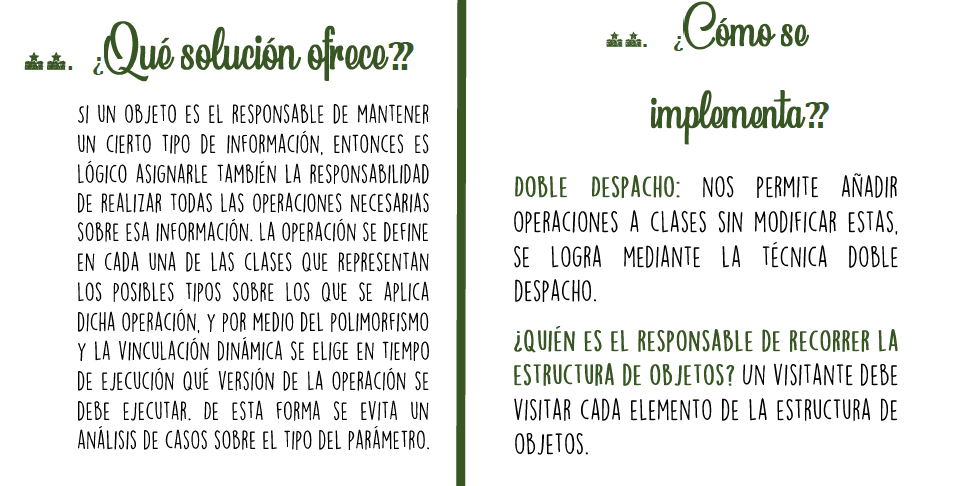 ¿Qué solución ofrece??
SI UN OBJETO ES EL RESPONSABLE DE MANTENER
UN CIERTO TIPO DE INFORMACIÓN, ENTONCES ES
LÓGICO ASIGNARLE TAMBIÉN LA RESPONSABILIDAD
DE REALIZAR TODAS LAS OPERACIONES NECESARIAS
SOBRE ESA INFORMACIÓN. LA OPERACIÓN SE DEFINE
EN CADA UNA DE LAS CLASES QUE REPRESENTAN
LOS POSIBLES TIPOS SOBRE LOS QUE SE APLICA
DICHA OPERACIÓN, Y POR MEDIO DEL POLIMORFISMO
Y LA VINCULACIÓN DINÁMICA SE ELIGE EN TIEMPO
DE EJECUCIÓN QUÉ VERSIÓN DE LA OPERACIÓN SE
DEBE EJECUTAR. DE ESTA FORMA SE EVITA UN
ANÁLISIS DE CASOS SOBRE EL TIPO DEL PARÁMETRO.
¿Cómo se
implementa??
DOBLE DESPACHO: NOS PERMITE AÑADIR
OPERACIONES A CLASES SIN MODIFICAR ESTAS,
SE LOGRA MEDIANTE LA TÉCNICA DOBLE
DESPACHO.
¿QUIÉN ES EL RESPONSABLE DE RECORRER LA
ESTRUCTURA DE OBJETOS? UN VISITANTE DEBE
VISITAR CADA ELEMENTO DE LA ESTRUCTURA DE
OBJETOS.